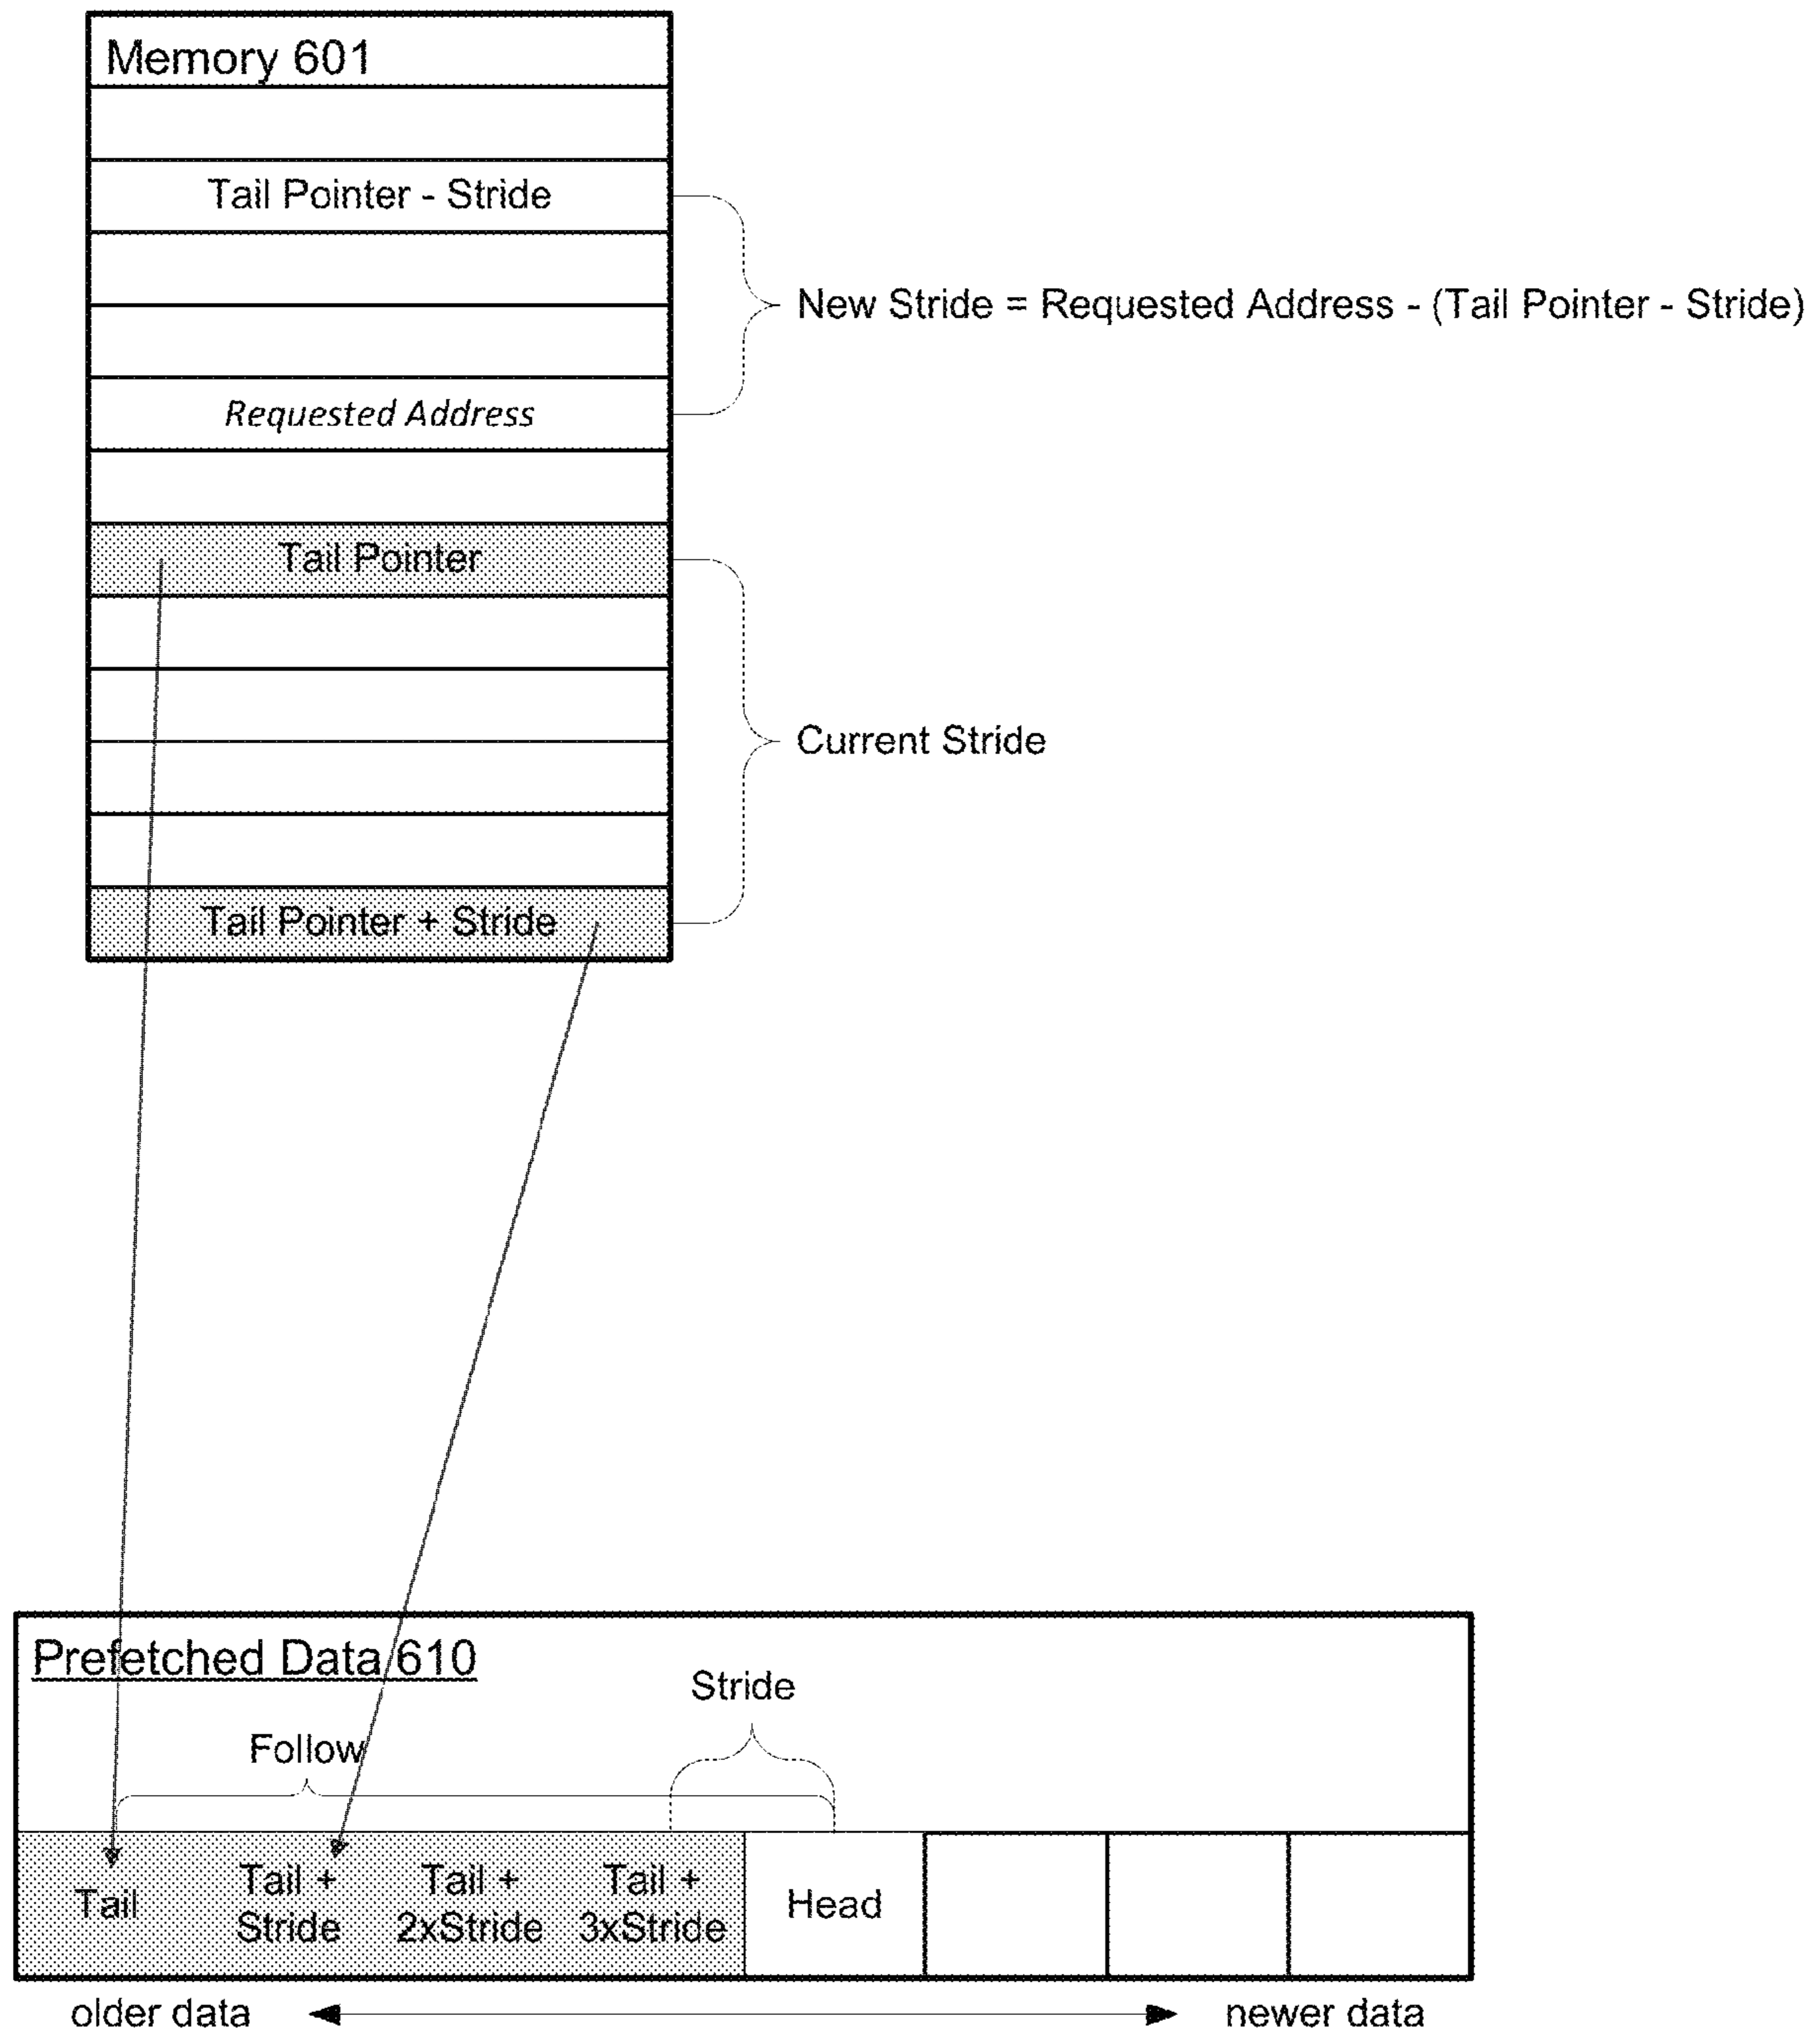 Memory 601
Tail Pointer - Stride
New Stride = Requested Address - (Tail Pointer - Stride)
Requested Address
Tail Pointer
Current Stride
Tail Pointer + Stride
Prefetched Data 610
Stride
Follow
Tail
Tail +
Stride
Tail +
2xStride
Tail +
3xStride
Head
older data
newer data